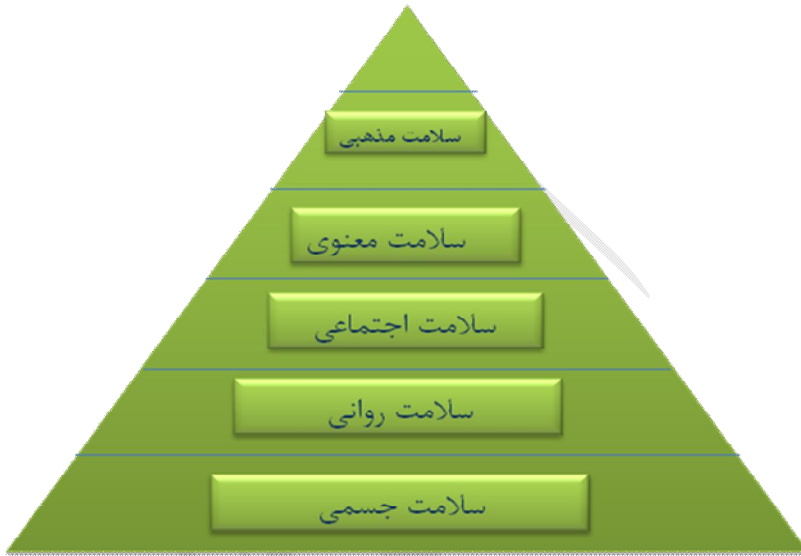 سلامت مذهبی
سلامت معنوی
سلامت اجتماعی
سلامت روانی
سلامت جسمی